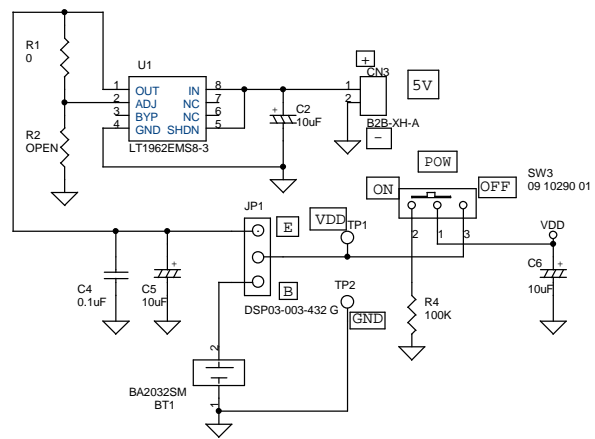 R1
0
R2
OPEN
U1
1 OUT IN 8
2 ADJ NC 7
3 BYP NC 6
4 GND SHDN 5
LT1962EMS8-3
+
C2
10uF
+
CN3
1
2
B2B-XH-A
-
5V
POW
ON
OFF
SW3
09 10290 01
2 1 3
JP1
E
B
DSP03-003-432 G
VDD
TP1
TP2
GND
VDD
+
C6
10uF
R4
100K
C4
0.1uF
+
C5
10uF
2
BA2032SM
BT1
1